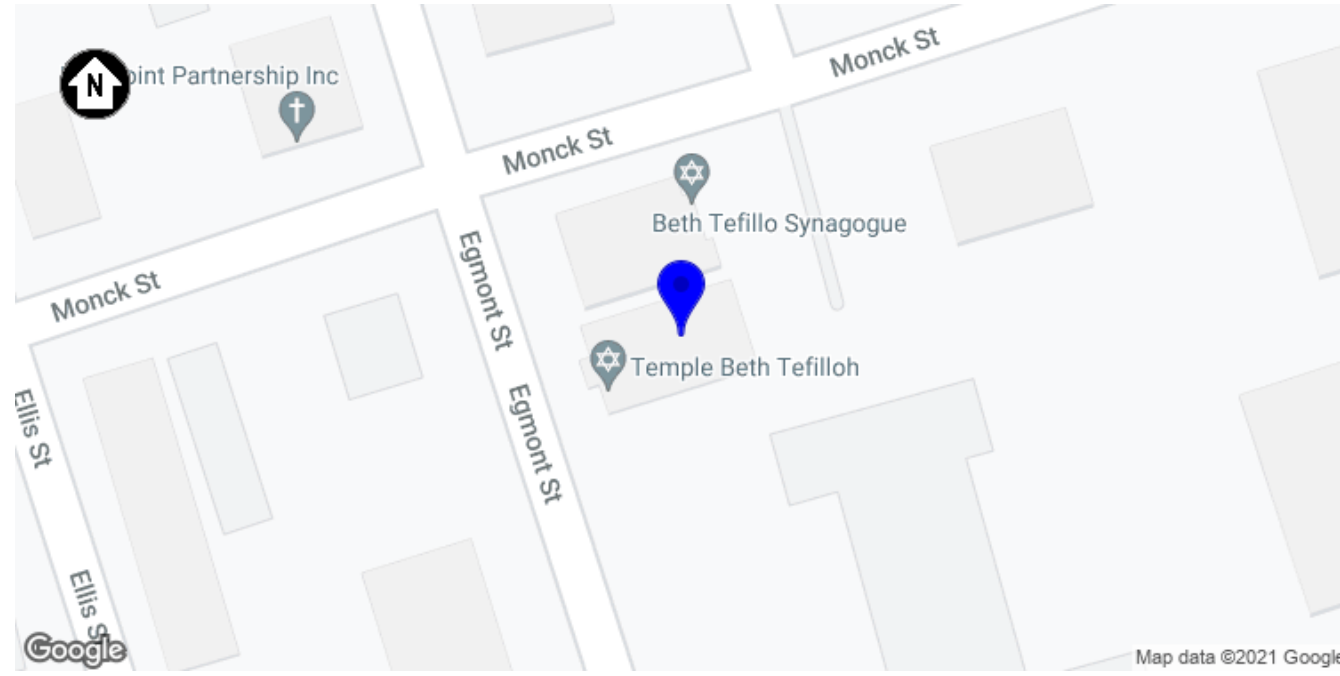 N
oint Partnership Inc
Monck St
Monck St
Beth Tefillo Synagogue
Monck St
Egmont St
Temple Beth Tefilloh
Egmont St
Ellis St
Ellis S
Google
Map data ©2021 Google